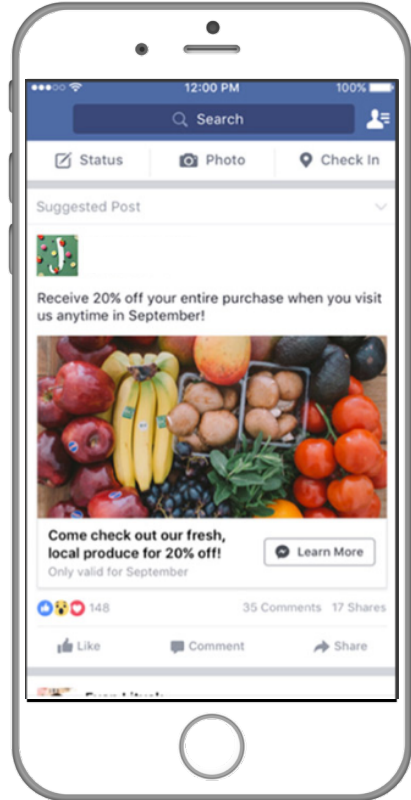 12:00 PM 100%
Search
Status Photo Check In
Suggested Post
J
Receive 20% off your entire purchase when you visit
us anytime in September!
Come check out our fresh,
local produce for 20% off!
Learn More
Only valid for September
148 35 Comments 17 Shares
Like Comment Share